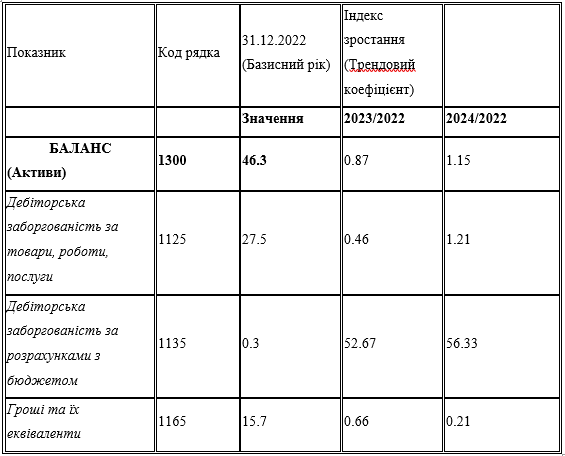 Показник
Код рядка
31.12.2022
(Базисний рік)
Індекс
зростання
(Трендовий
коефіцієнт)
Значення
2023/2022
2024/2022
БАЛАНС
(Активи)
1300
46.3
0.87
1.15
Дебіторська
заборгованість за
товари, роботи,
послуги
1125
27.5
0.46
1.21
Дебіторська
заборгованість за
розрахунками з
бюджетом
1135
0.3
52.67
56.33
Гроші та їх
еквіваленти
1165
15.7
0.66
0.21